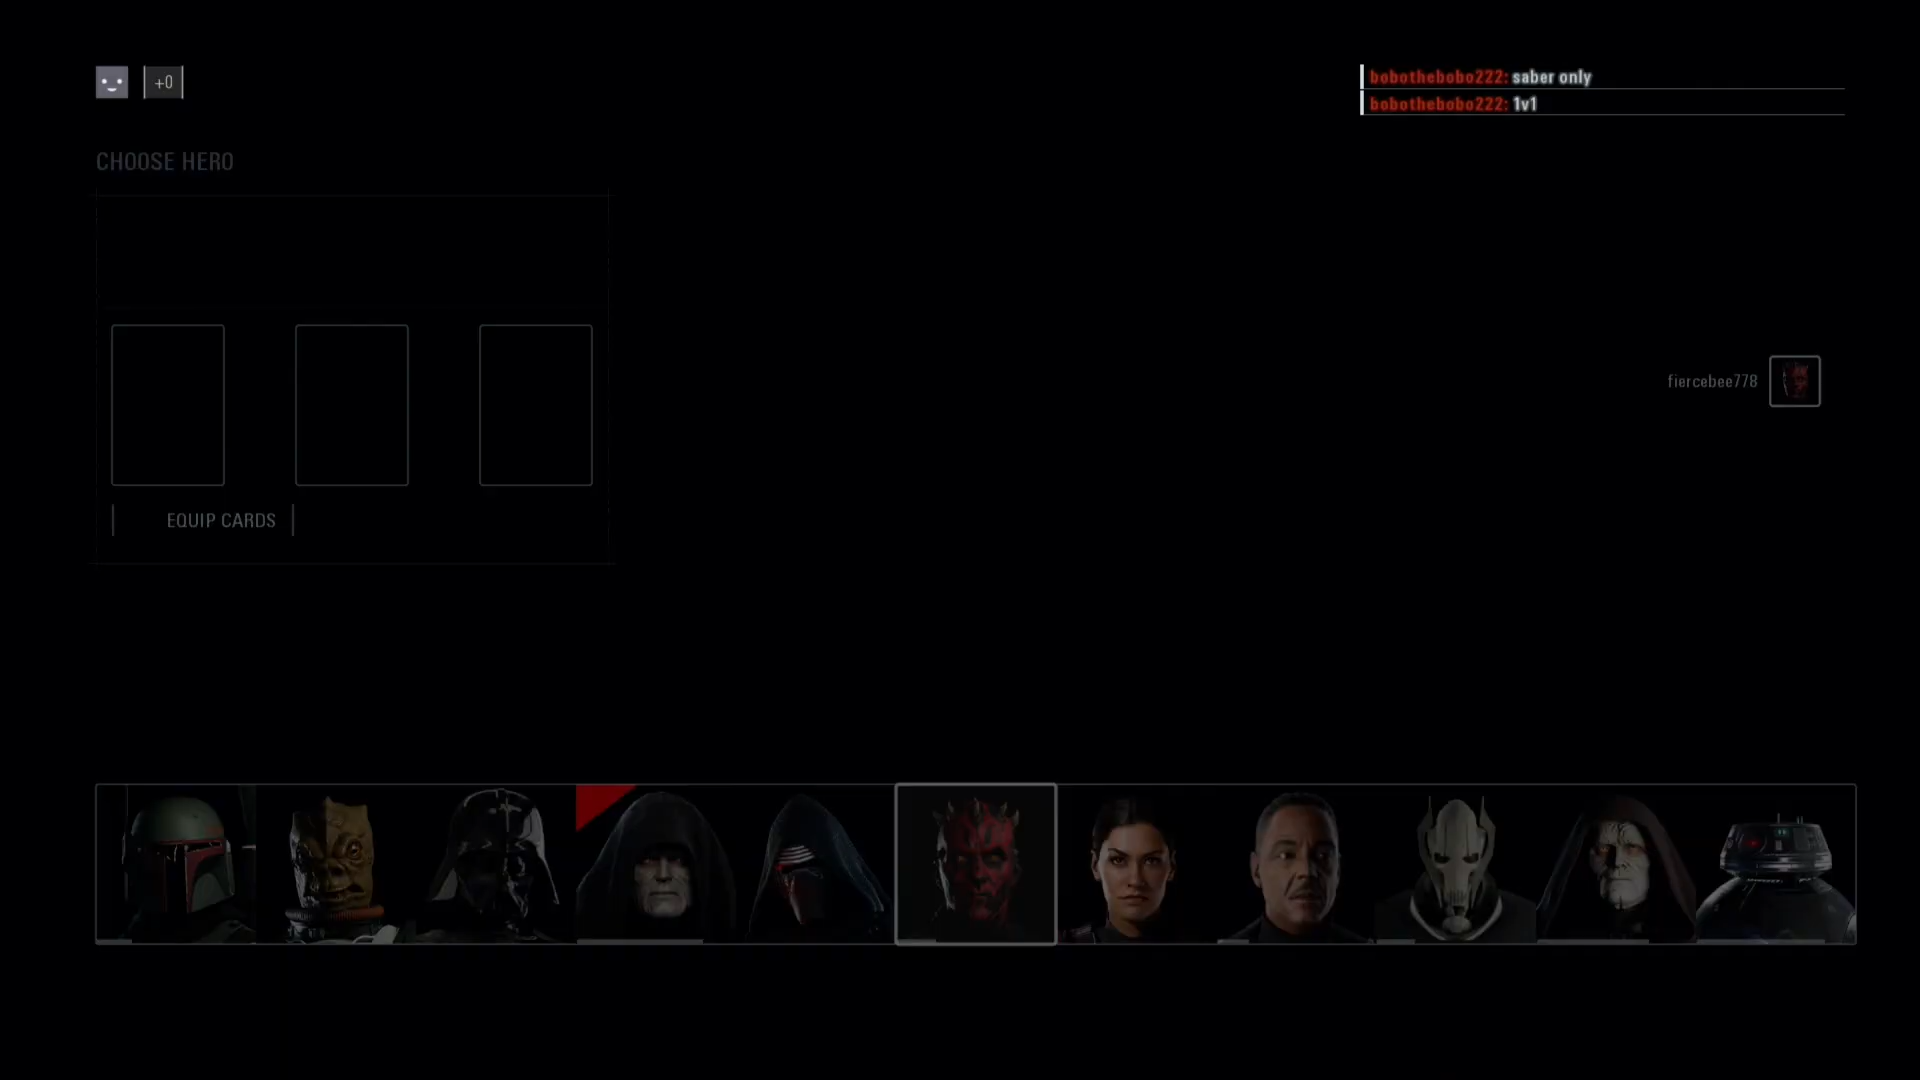 +0
bobothebobo222: saber only
bobothebobo222: 1v1
CHOOSE HERO
fiercebee778
EQUIP CARDS